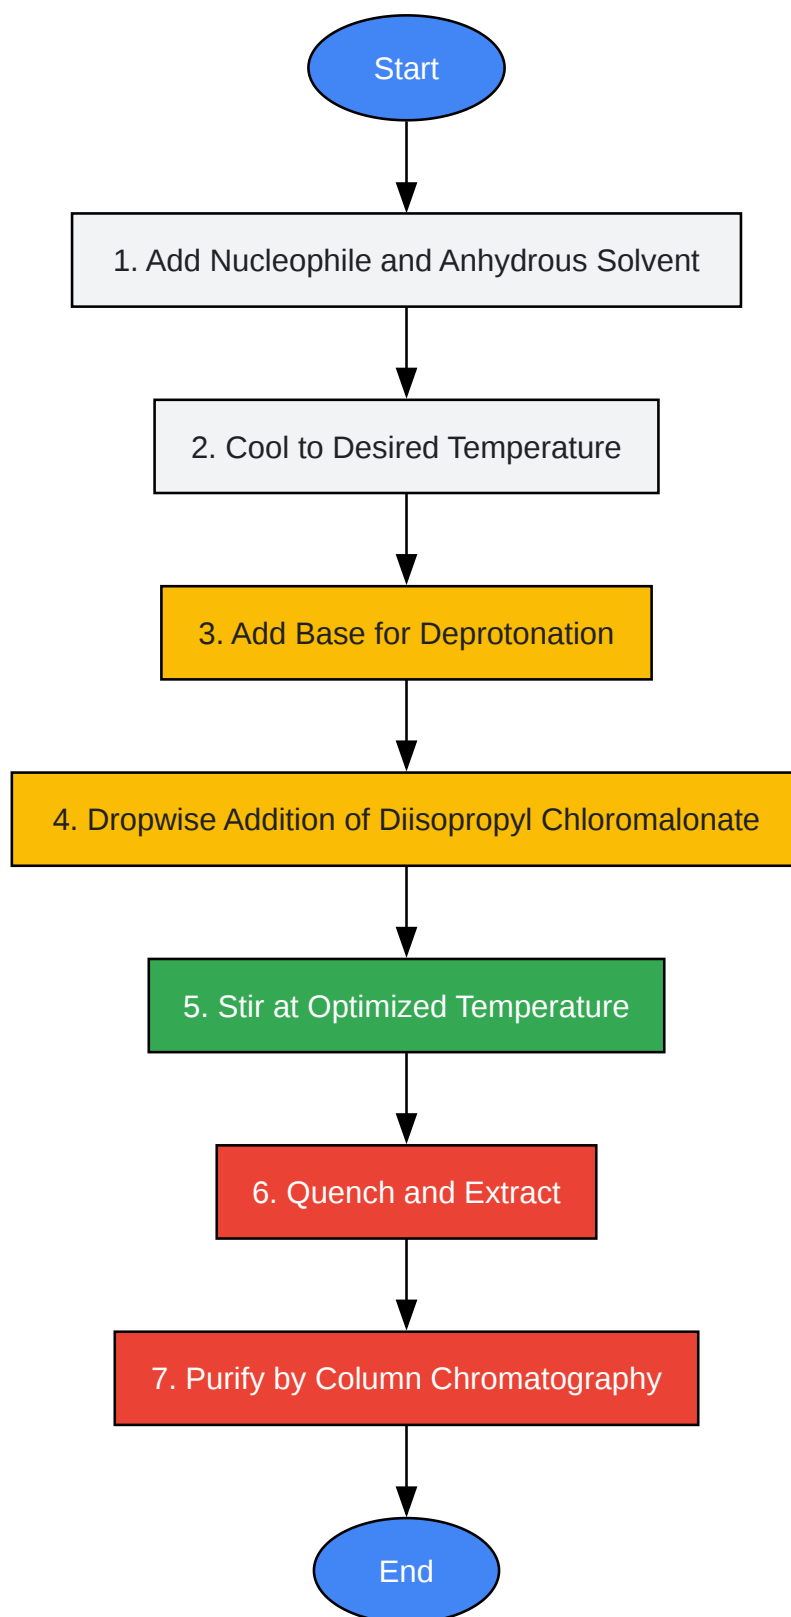 Start
1. Add Nucleophile and Anhydrous Solvent
2. Cool to Desired Temperature
3. Add Base for Deprotonation
4. Dropwise Addition of Diisopropyl Chloromalonate
5. Stir at Optimized Temperature
6. Quench and Extract
7. Purify by Column Chromatography
End